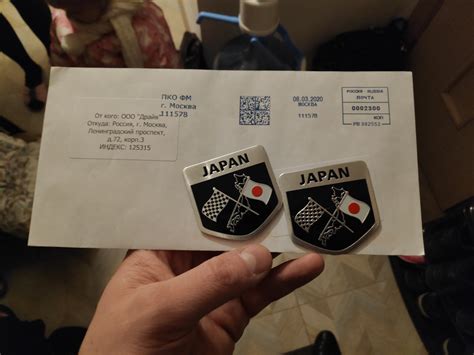 ПКО ФМ
г. Москва
111578
08.03.2020
МОСКВА
111578
РОССИЯ RUSSIA
ПОЧТА
0002300
КОП
От кого: ООО "Драйв
Откуда: Россия, г. Москва,
Ленинградский проспект,
д.72, корп.3
ИНДЕКС: 125315
JAPAN
JAPAN